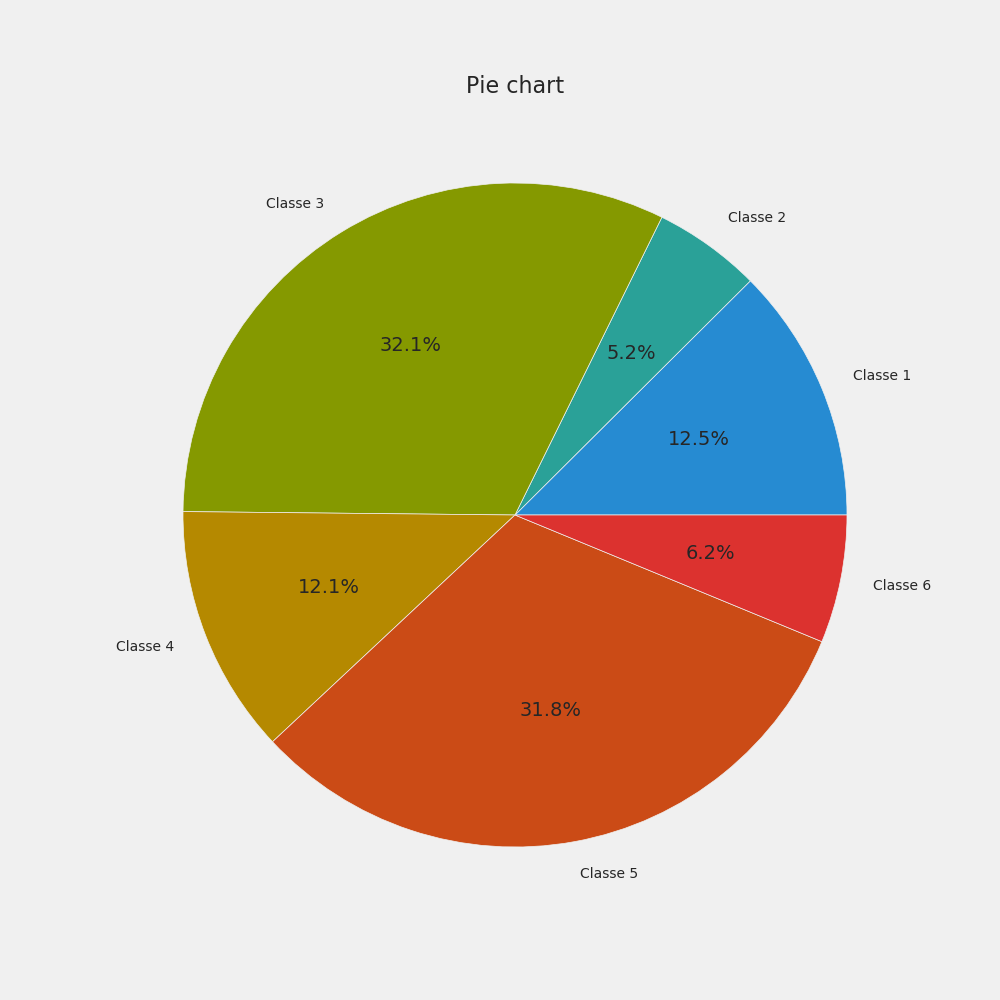 Pie chart
Classe 3
Classe 2
32.1%
5.2%
Classe 1
12.5%
6.2%
12.1%
Classe 6
Classe 4
31.8%
Classe 5